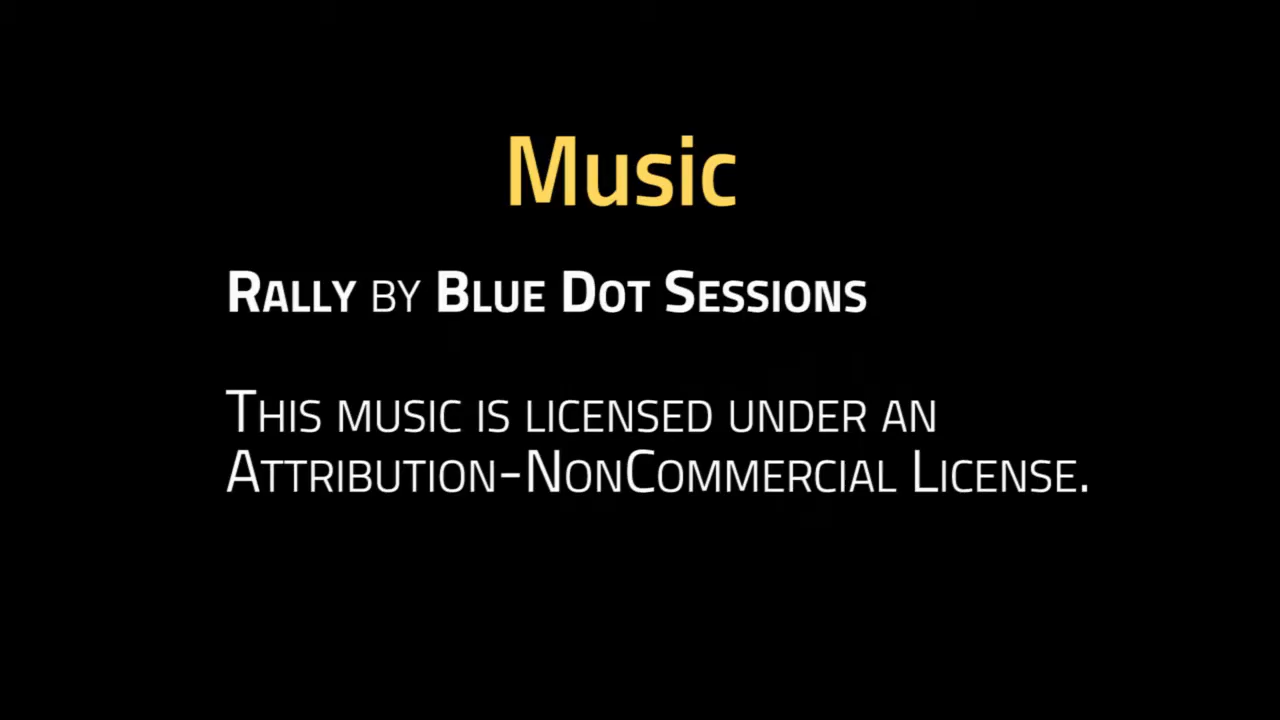 Music
Rally by Blue Dot Sessions
This music is licensed under an
Attribution-NonCommercial License.